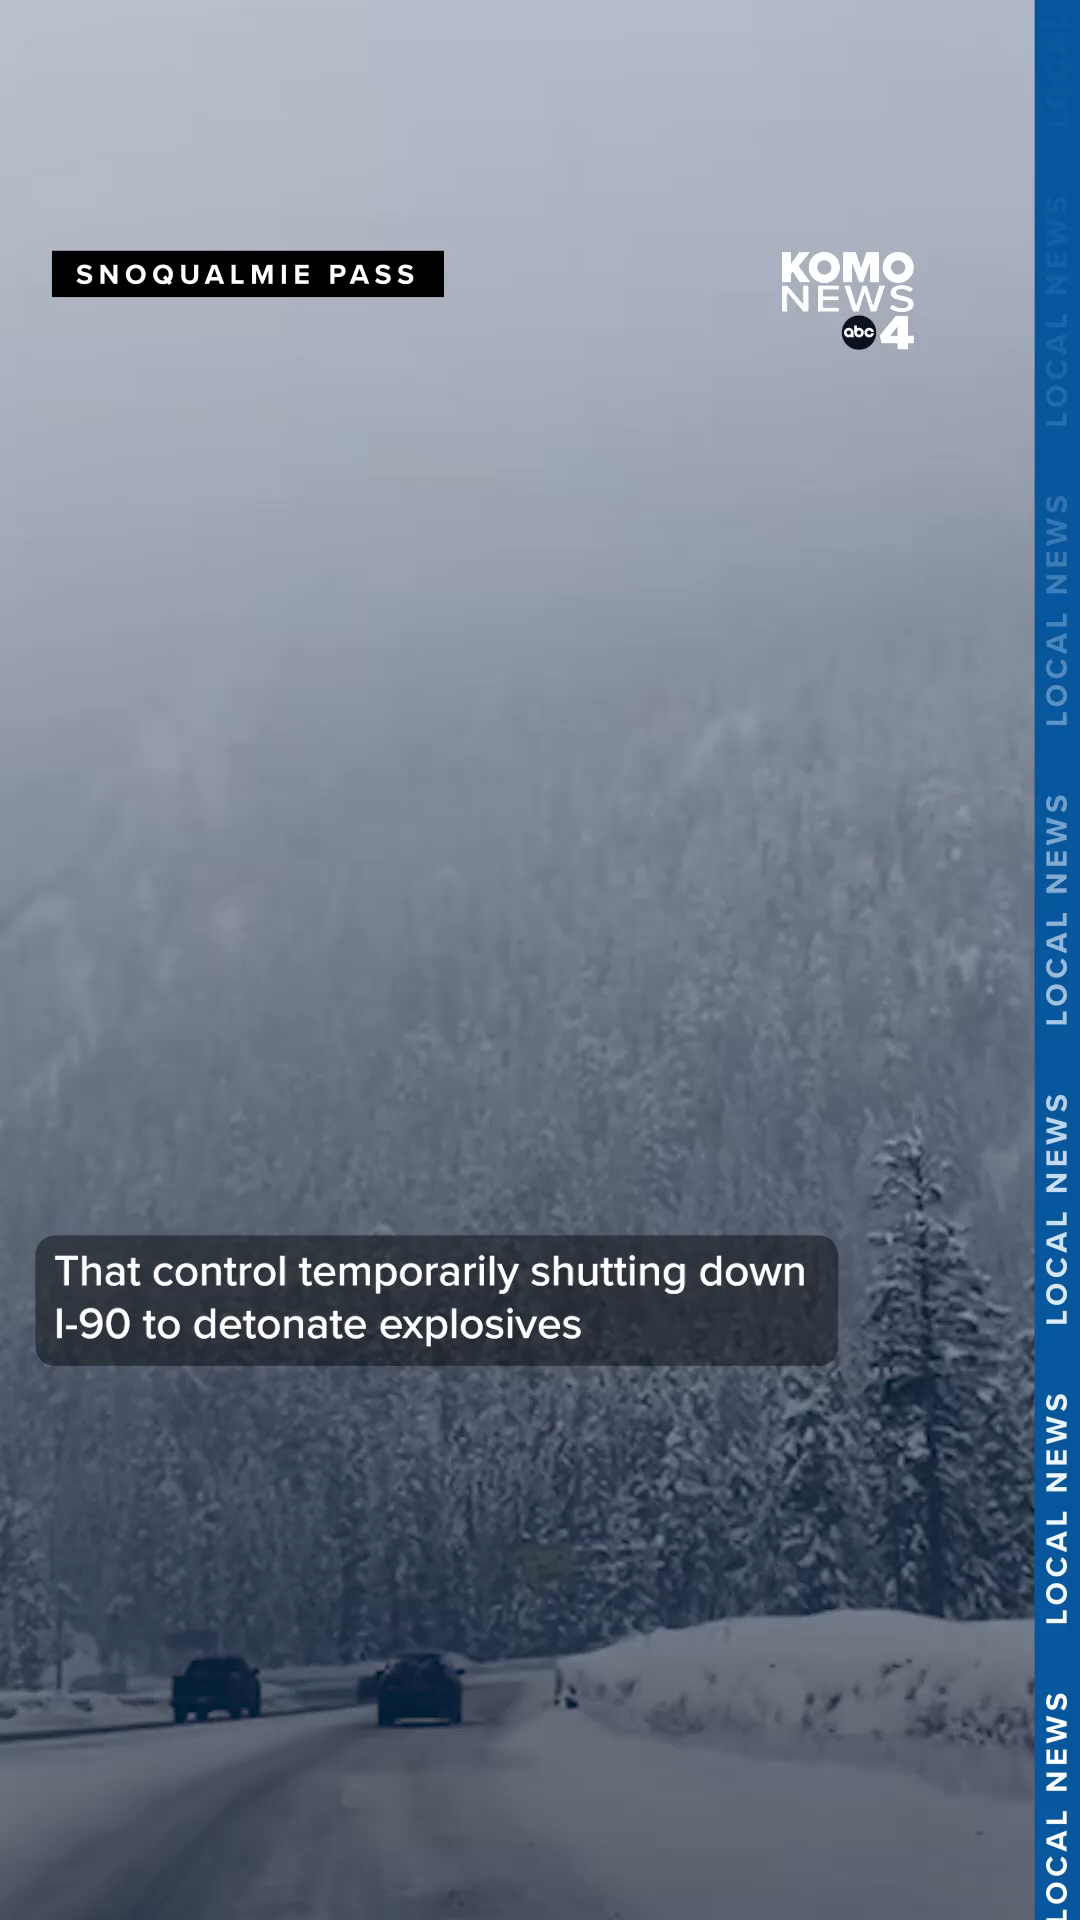 SNOQUALMIE PASS
KOMO
NEWS
abc 4
That control temporarily shutting down
I-90 to detonate explosives
LOCAL NEWS
LOCAL NEWS
LOCAL NEWS
LOCAL NEWS
LOCAL NEWS
LOCAL NEWS
LOCAL